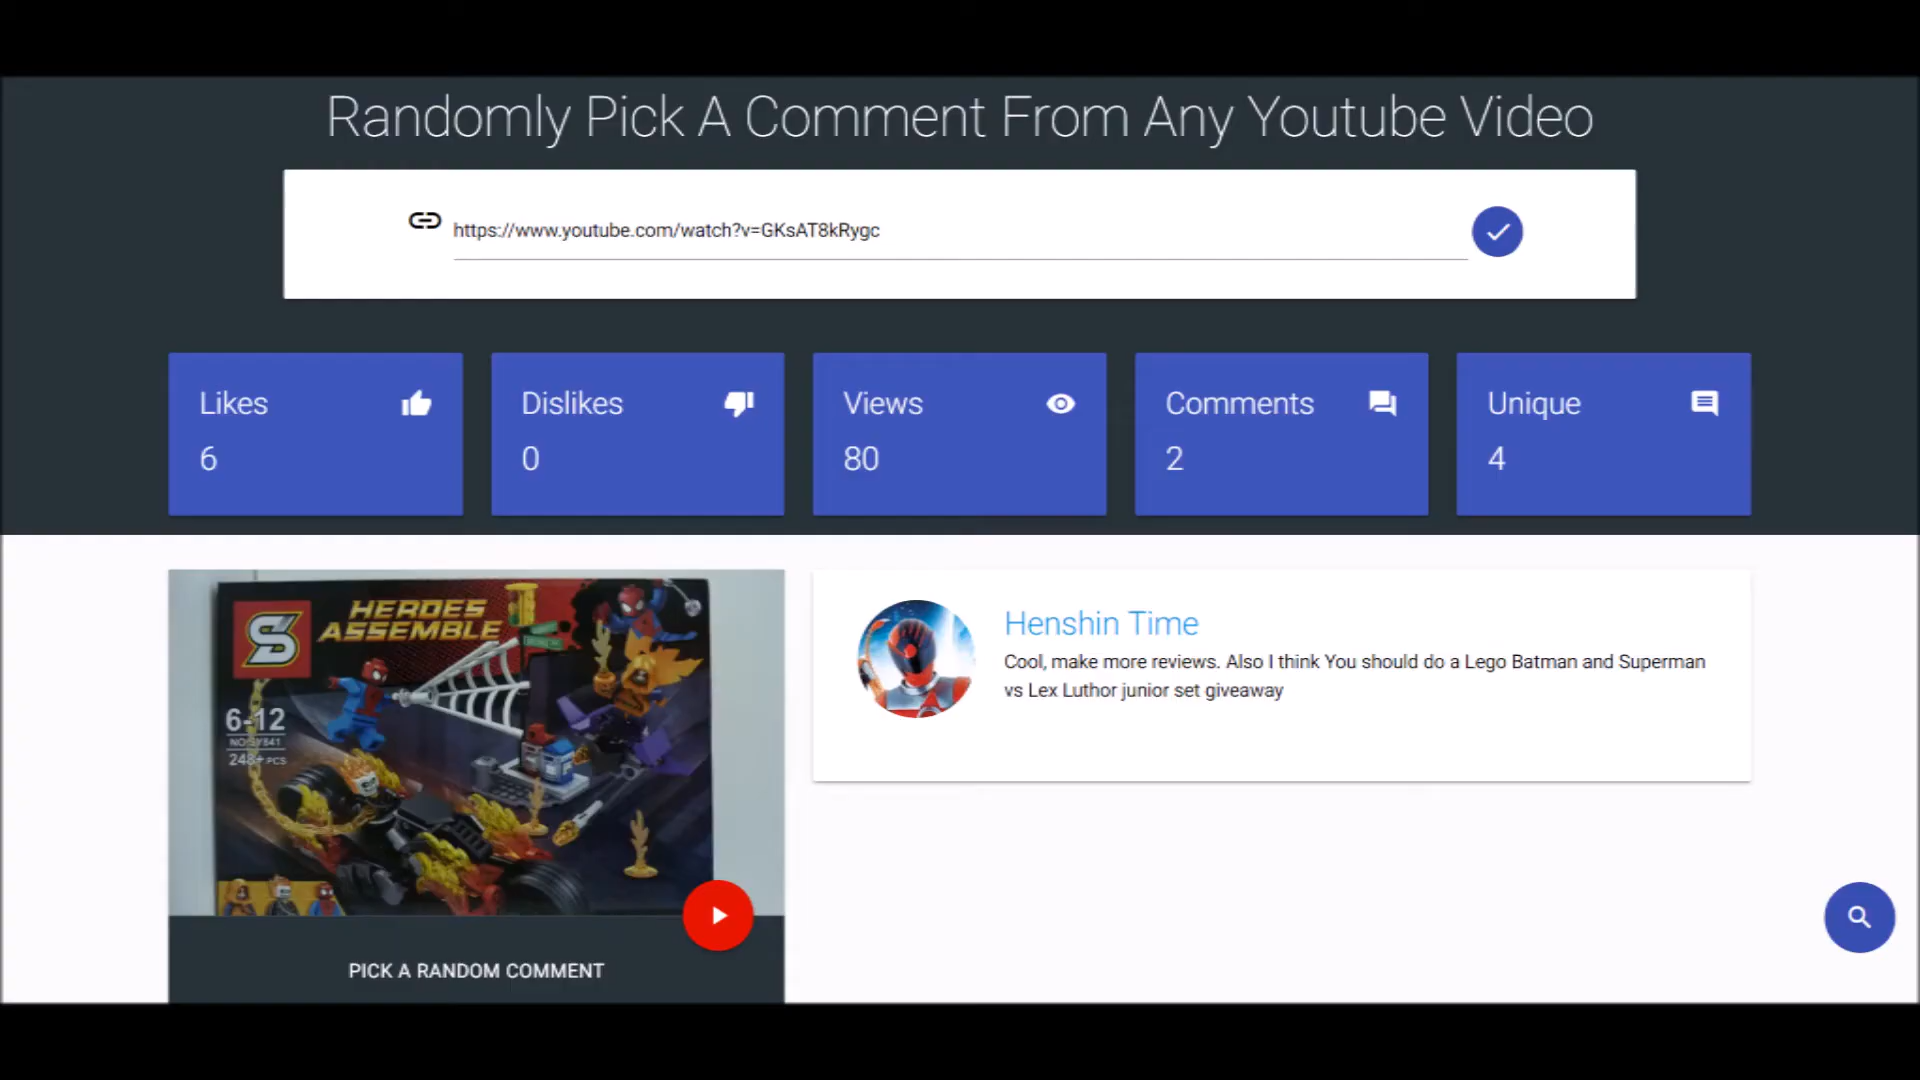 Randomly Pick A Comment From Any Youtube Video
https://www.youtube.com/watch?v=GKsAT8kRygc
Likes
6
Dislikes
0
Views
80
Comments
2
Unique
4
S
HEROES
ASSEMBLE
6-12
NO:SY841
248+ PCS
PICK A RANDOM COMMENT
Henshin Time
Cool, make more reviews. Also I think You should do a Lego Batman and Superman
vs Lex Luthor junior set giveaway